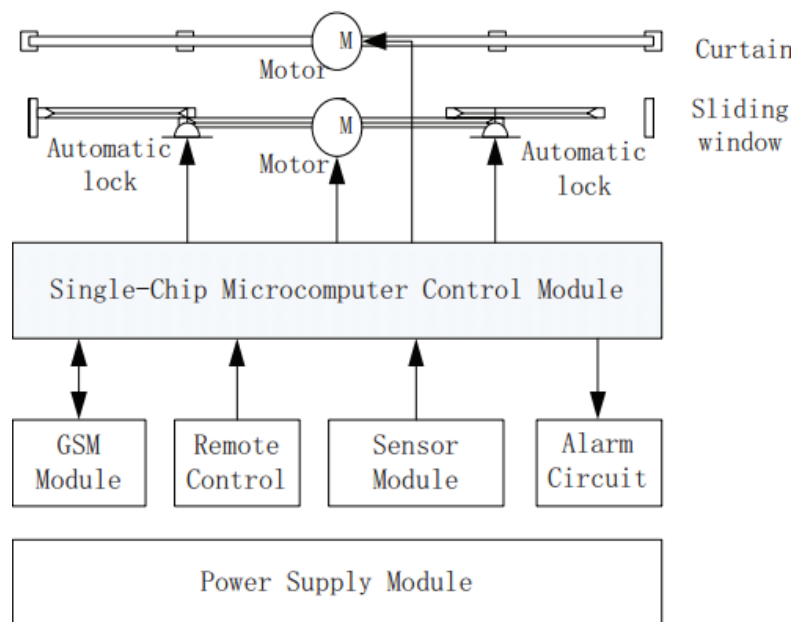 M
Motor
Curtain
Sliding
window
M
Automatic
lock
Motor
Automatic
lock
Single-Chip Microcomputer Control Module
GSM
Module
Remote
Control
Sensor
Module
Alarm
Circuit
Power Supply Module